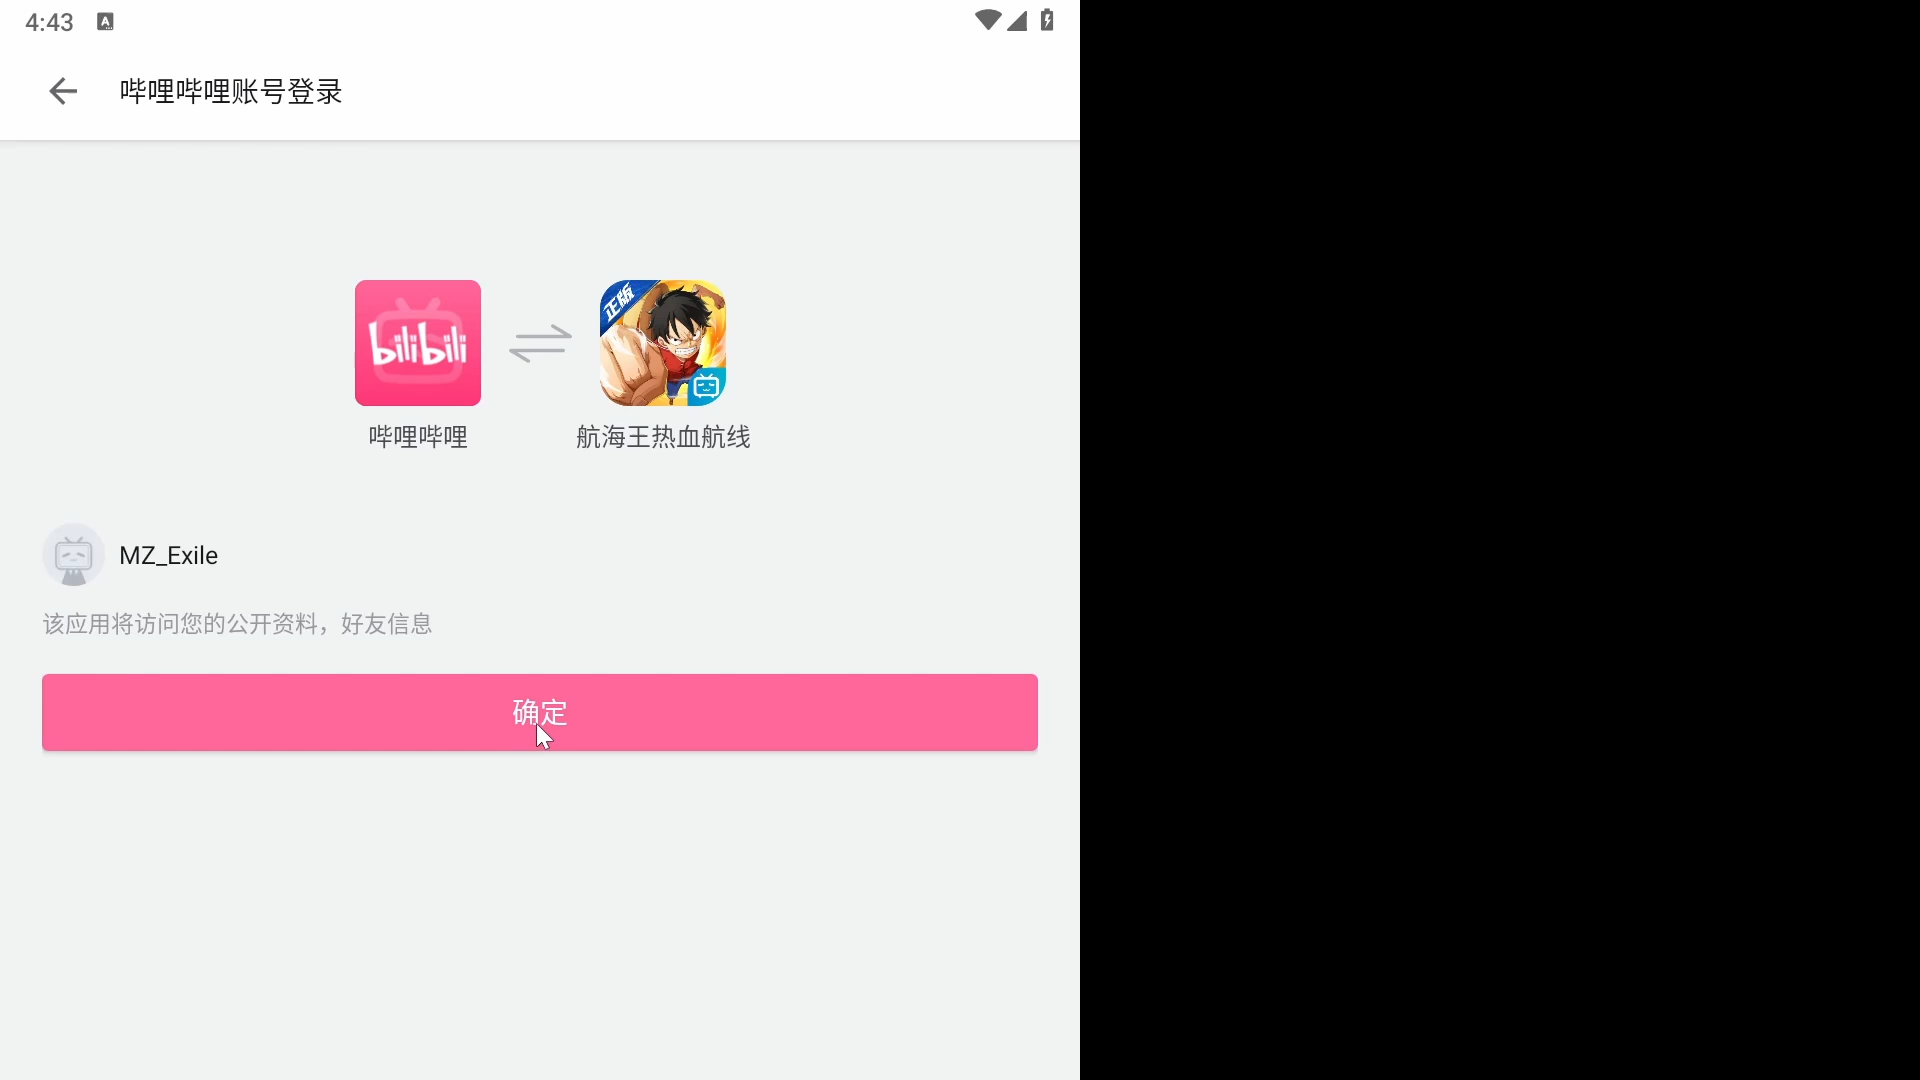 4:43
哔哩哔哩账号登录
bilibili
正版
哔哩哔哩
航海王热血航线
MZ_Exile
该应用将访问您的公开资料，好友信息
确定